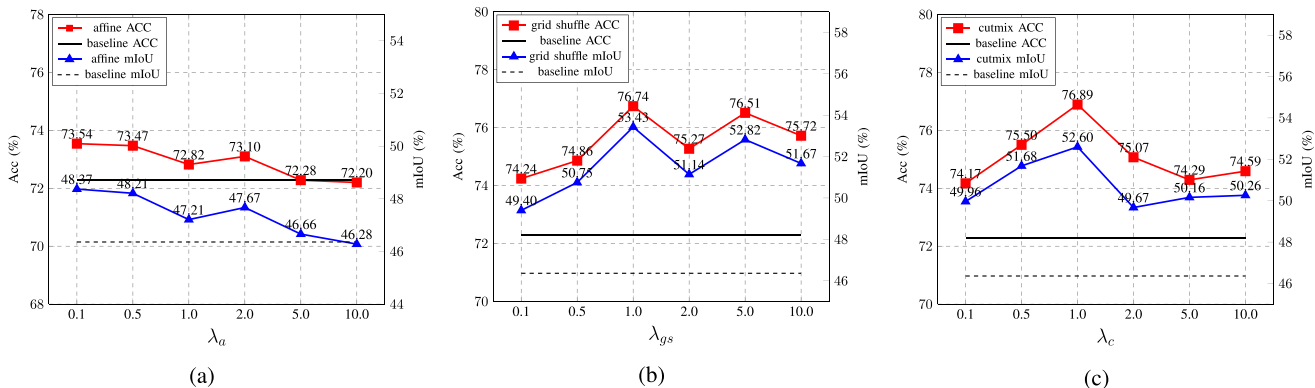 78
76
74
72
70
68
Acc (%)
affine ACC
baseline ACC
affine mIoU
baseline mIoU
73.54
73.47
72.82
73.10
72.28
72.20
48.37
48.21
47.21
47.67
46.66
46.28
54
52
50
48
46
44
mIoU (%)
0.1 0.5 1.0 2.0 5.0 10.0
λa
(a)
80
78
76
74
72
70
Acc (%)
grid shuffle ACC
baseline ACC
grid shuffle mIoU
baseline mIoU
74.24
74.86
76.74
75.27
76.51
75.72
49.40
50.75
53.43
51.14
52.82
51.67
58
56
54
52
50
48
46
mIoU (%)
0.1 0.5 1.0 2.0 5.0 10.0
λgs
(b)
80
78
76
74
72
70
Acc (%)
cutmix ACC
baseline ACC
cutmix mIoU
baseline mIoU
74.17
75.50
76.89
75.07
74.29
74.59
49.96
51.68
52.60
49.67
50.16
50.26
58
56
54
52
50
48
46
mIoU (%)
0.1 0.5 1.0 2.0 5.0 10.0
λc
(c)